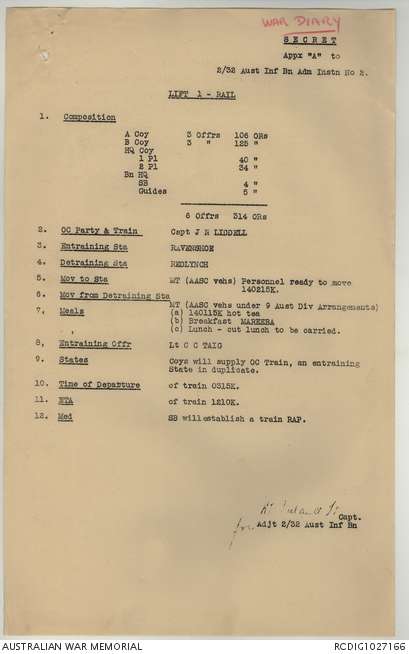 WAR DIARY
SECRET
Appx "A" to
2/32 Aust Inf Bn Adm Instn No 2.
LIFT 1 - RAIL
1. Composition
A Coy 3 Offrs 106 ORs
B Coy 3 " 125 "
HQ Coy
1 Pl 40 "
2 Pl 34 "
Bn HQ
SB 4 "
Guides 5 "
6 Offrs 314 ORs
2. OC Party & Train Capt J R LIDDELL
3. Entraining Sta RAVENSHOE
4. Detraining Sta REDLYNCH
5. Mov to Sta MT (AASC vehs) Personnel ready to move
140215K.
6. Mov from Detraining Sta
MT (AASC vehs under 9 Aust Div Arrangements)
7. Meals (a) 140115K hot tea
(b) Breakfast MAREEBA
(c) Lunch - cut lunch to be carried.
8. Entraining Offr Lt C C TAIG
9. States Coys will supply OC Train, an entraining
State in duplicate.
10. Time of Departure of train 0315K.
11. ETA of train 1210K.
12. Med SB will establish a train RAP.
Capt.
for Adjt 2/32 Aust Inf Bn
AUSTRALIAN WAR MEMORIAL RCDIG1027166